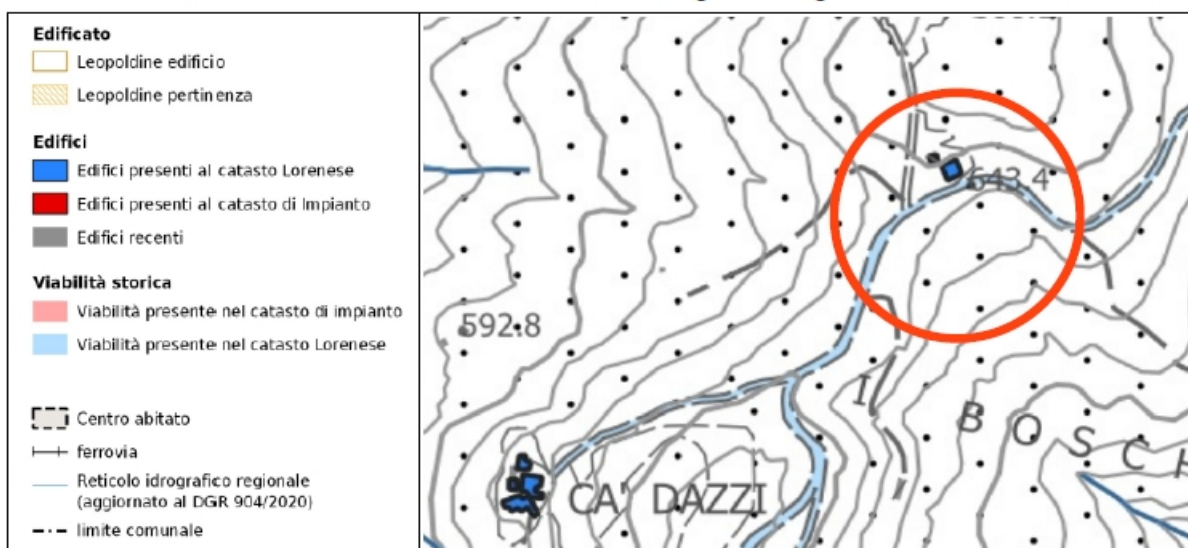 Edificato
Leopoldine edificio
Leopoldine pertinenza
Edifici
Edifici presenti al catasto Lorenese
Edifici presenti al catasto di Impianto
Edifici recenti
Viabilità storica
Viabilità presente nel catasto di impianto
Viabilità presente nel catasto Lorenese
Centro abitato
ferrovia
Reticolo idrografico regionale
(aggiornato al DGR 904/2020)
limite comunale
643.4
592.8
I BOSCH
CA' DAZZI